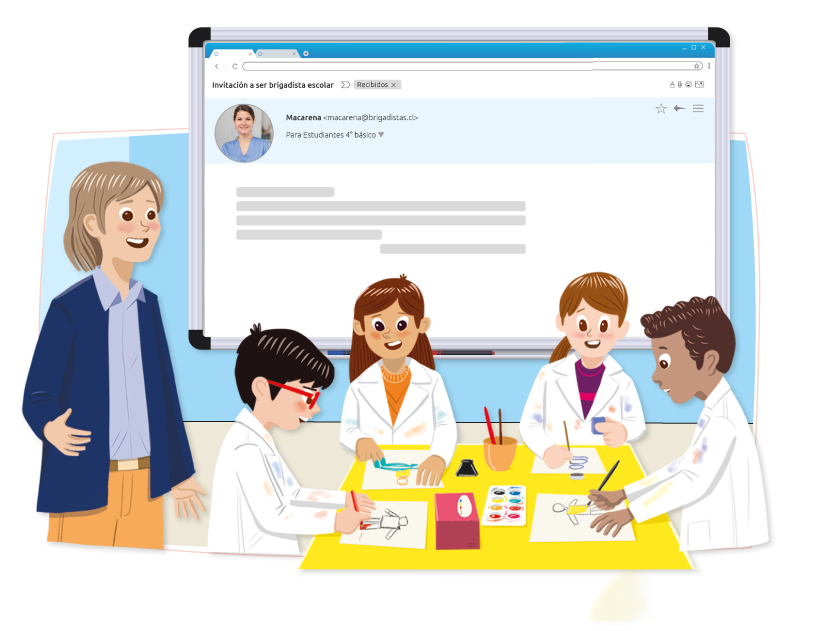 Invitación a ser brigadista escolar
Recibidos ×
Macarena <macarena@brigadistas.cl>
Para Estudiantes 4° básico